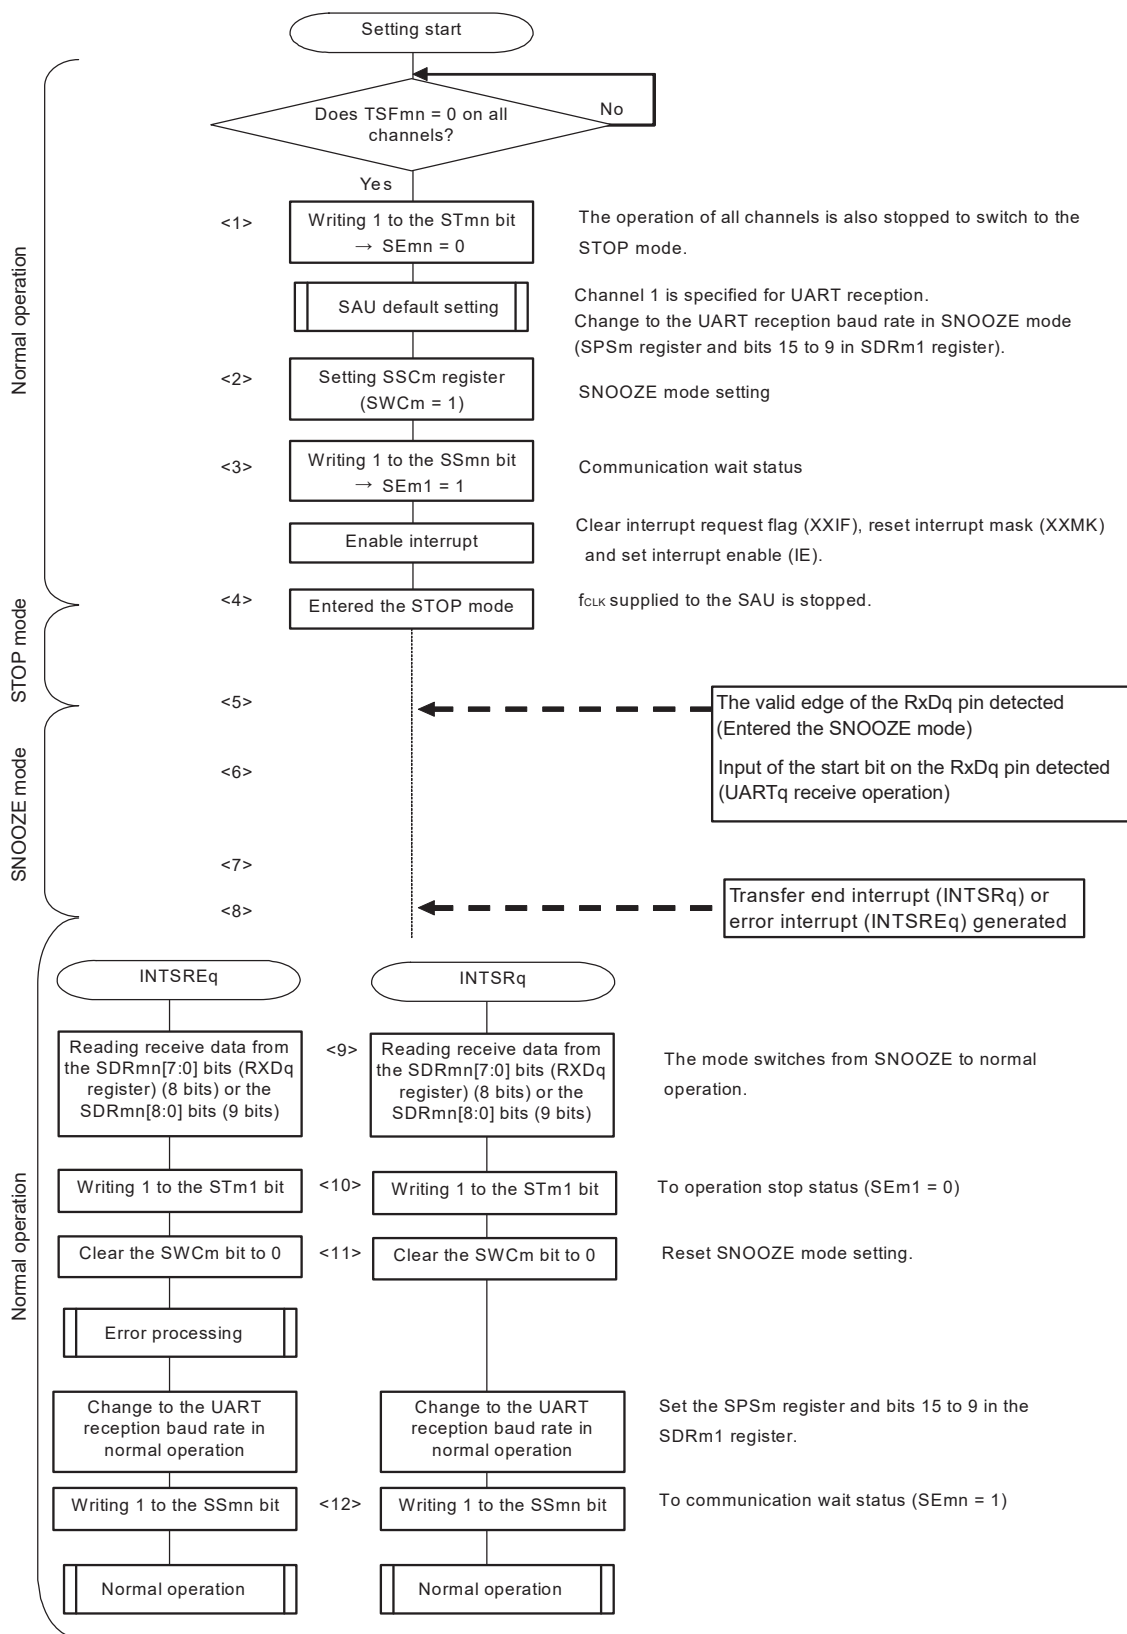 Setting start
Does TSFmn = 0 on all
channels?
No
Yes
<1>
Writing 1 to the STmn bit
→ SEmn = 0
The operation of all channels is also stopped to switch to the
STOP mode.
SAU default setting
Channel 1 is specified for UART reception.
Change to the UART reception baud rate in SNOOZE mode
(SPSm register and bits 15 to 9 in SDRm1 register).
Normal operation
<2>
Setting SSCm register
(SWCm = 1)
SNOOZE mode setting
<3>
Writing 1 to the SSmn bit
→ SEm1 = 1
Communication wait status
Enable interrupt
Clear interrupt request flag (XXIF), reset interrupt mask (XXMK)
and set interrupt enable (IE).
<4>
Entered the STOP mode
fCLK supplied to the SAU is stopped.
STOP mode
<5>
The valid edge of the RxDq pin detected
(Entered the SNOOZE mode)
<6>
Input of the start bit on the RxDq pin detected
(UARTq receive operation)
SNOOZE mode
<7>
<8>
Transfer end interrupt (INTSRq) or
error interrupt (INTSREq) generated
INTSREq
INTSRq
Reading receive data from
the SDRmn[7:0] bits (RXDq
register) (8 bits) or the
SDRmn[8:0] bits (9 bits)
<9>
Reading receive data from
the SDRmn[7:0] bits (RXDq
register) (8 bits) or the
SDRmn[8:0] bits (9 bits)
The mode switches from SNOOZE to normal
operation.
Writing 1 to the STm1 bit
<10>
Writing 1 to the STm1 bit
To operation stop status (SEm1 = 0)
Clear the SWCm bit to 0
<11>
Clear the SWCm bit to 0
Reset SNOOZE mode setting.
Normal operation
Error processing
Change to the UART
reception baud rate in
normal operation
Change to the UART
reception baud rate in
normal operation
Set the SPSm register and bits 15 to 9 in the
SDRm1 register.
Writing 1 to the SSmn bit
<12>
Writing 1 to the SSmn bit
To communication wait status (SEmn = 1)
Normal operation
Normal operation